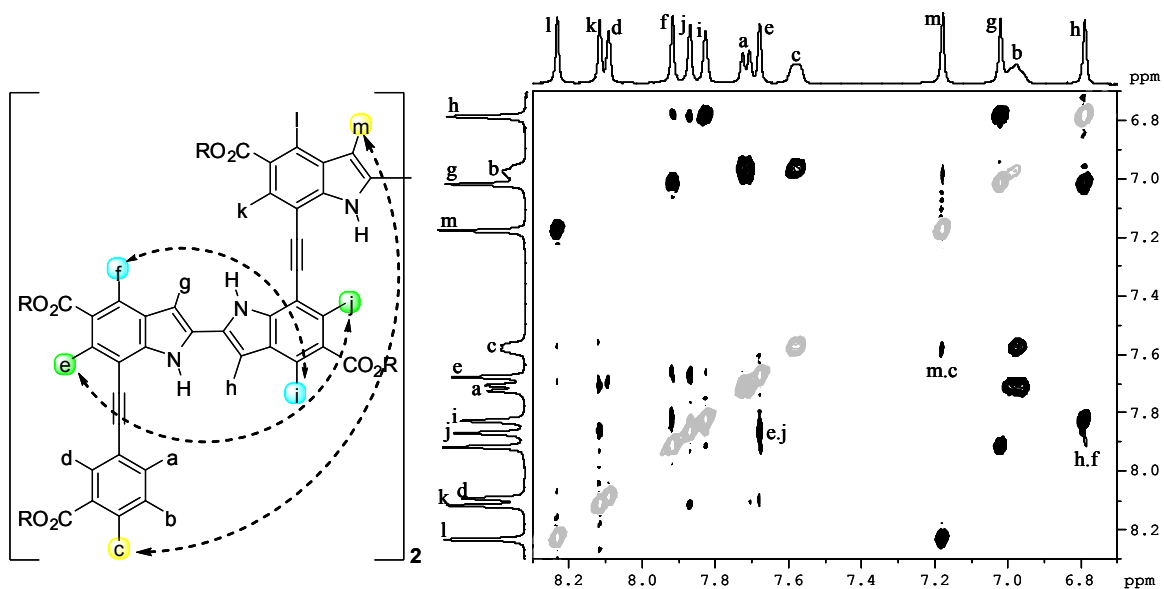 l k d f j i a e c m g b h
ppm
h
b
g
m
c
e
a
i
j
d
k
l
6.8
7.0
7.2
7.4
7.6
7.8
8.0
8.2
ppm
8.2 8.0 7.8 7.6 7.4 7.2 7.0 6.8 ppm
m.c
e.j
h.f
l m
RO₂C
k N
H
f g H
N j
RO₂C
e N
H h CO₂R
i
d a
RO₂C b
c
2